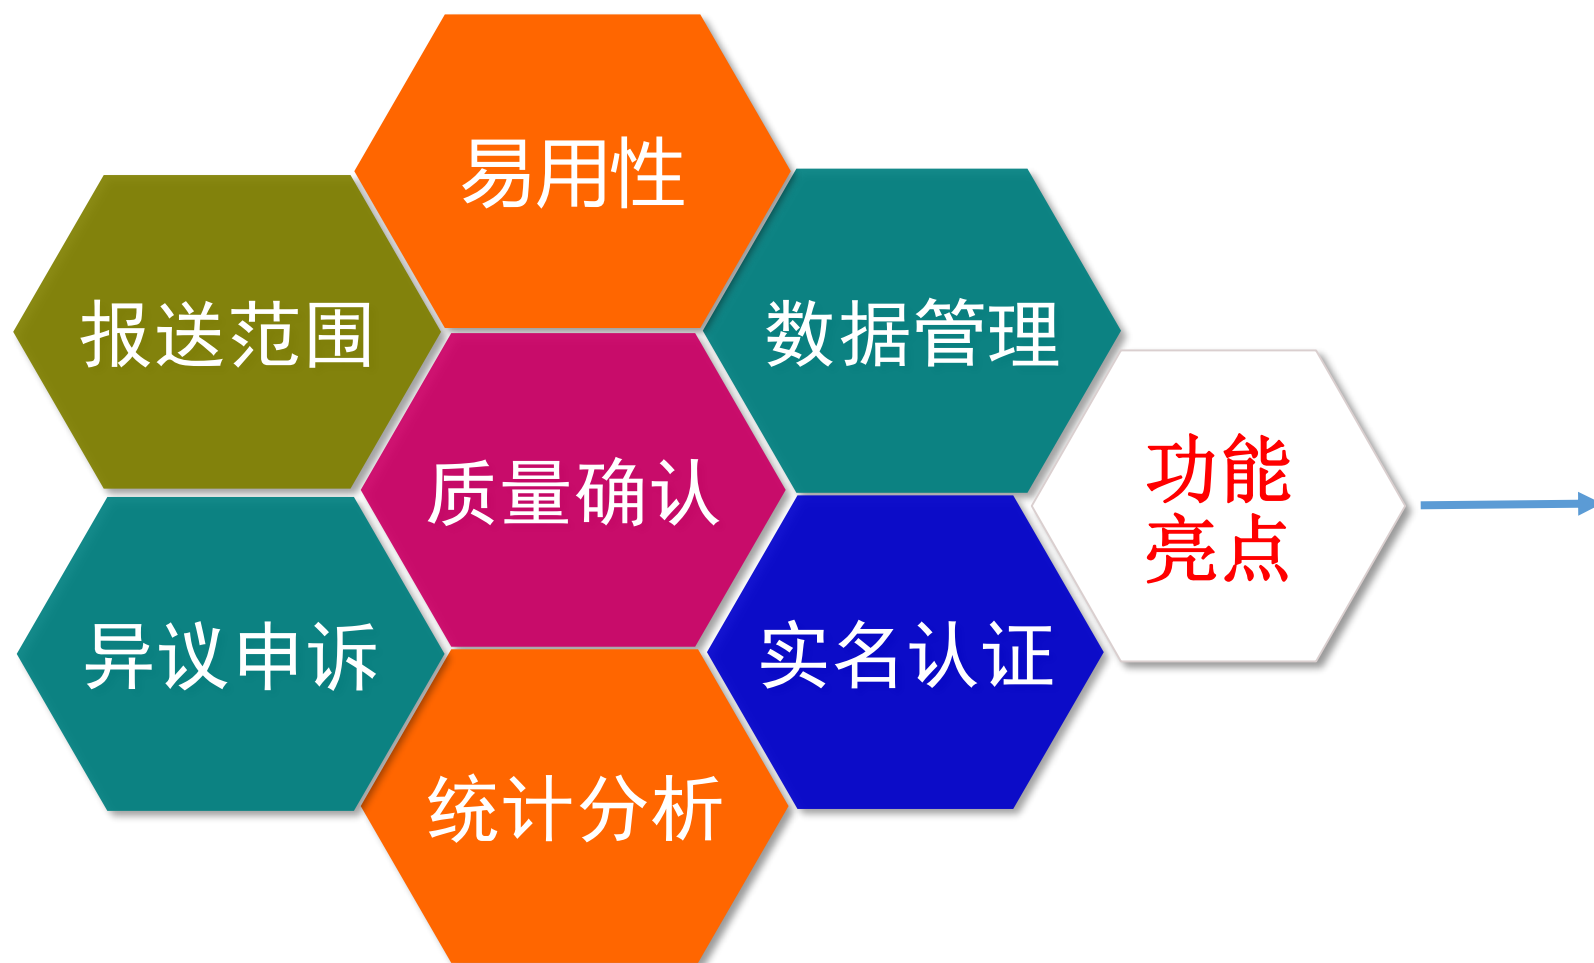 易用性
报送范围
数据管理
质量确认
功能
亮点
异议申诉
实名认证
统计分析